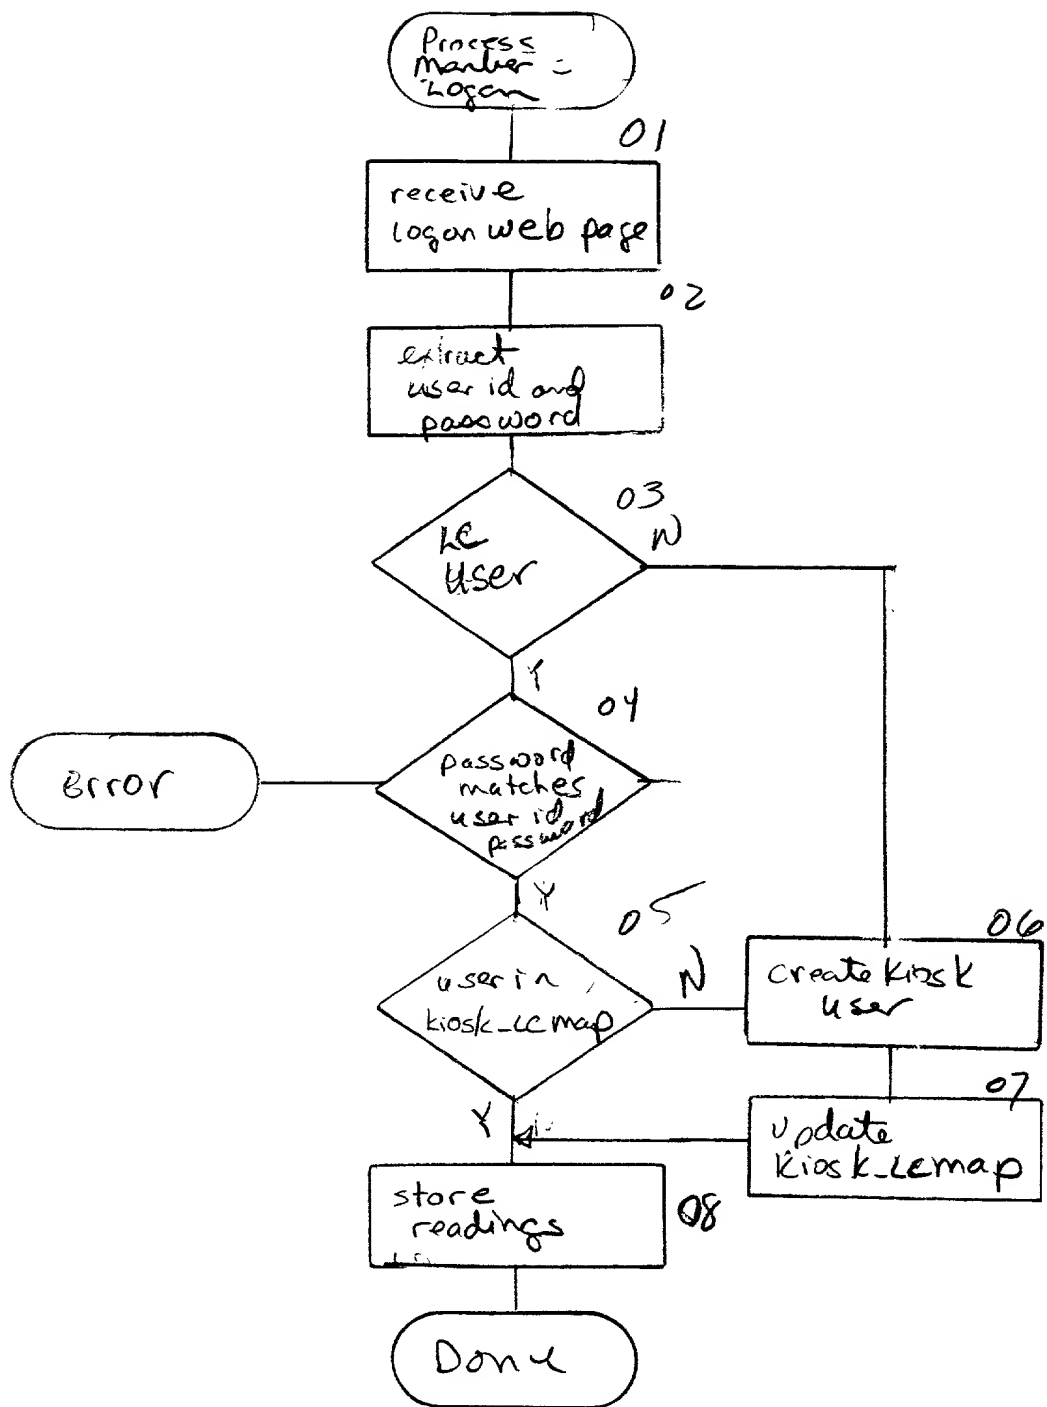 Process
Member =
Logon
01
receive
logon web page
02
extract
user id and
password
03
LC
User
N
Y
04
Error
password
matches
user id
password
Y
05
user in
kiosk_LCmap
N
06
create kiosk
user
Y
07
update
kiosk_LCmap
store
readings
08
Done